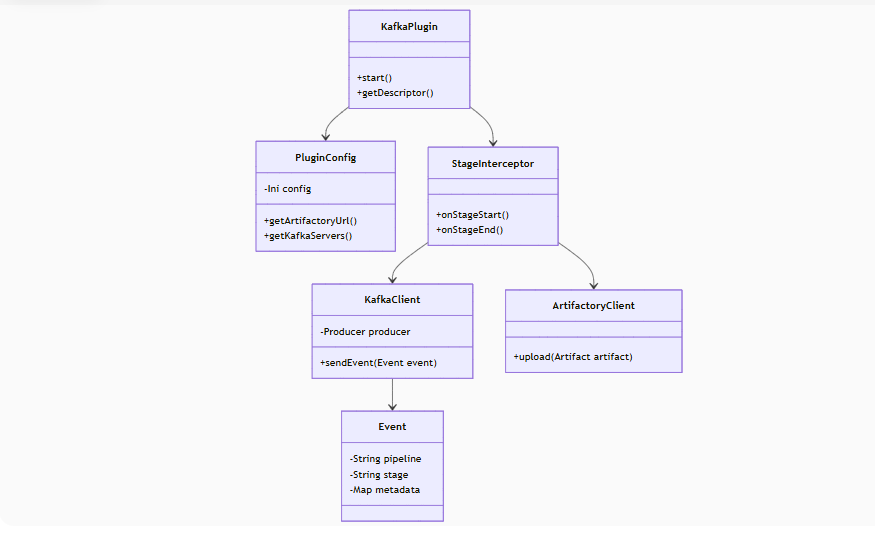 KafkaPlugin
+start()
+getDescriptor()
PluginConfig
-Ini config
+getArtifactoryUrl()
+getKafkaServers()
StageInterceptor
+onStageStart()
+onStageEnd()
KafkaClient
-Producer producer
+sendEvent(Event event)
ArtifactoryClient
+upload(Artifact artifact)
Event
-String pipeline
-String stage
-Map metadata